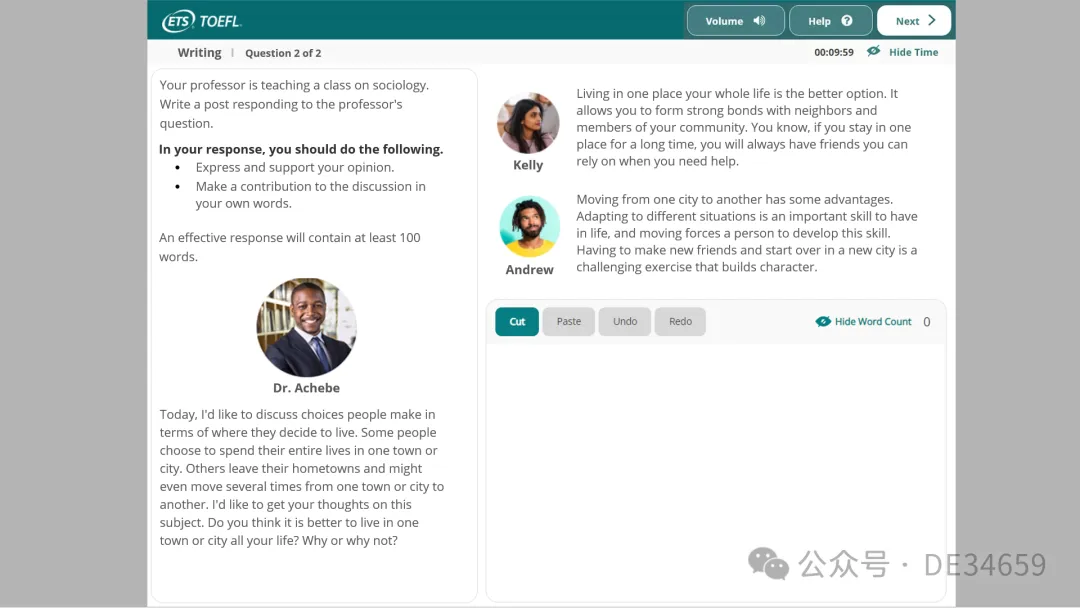 ETS TOEFL
Volume
Help ?
Next
Writing | Question 2 of 2
00:09:59 Hide Time
Your professor is teaching a class on sociology.
Write a post responding to the professor's
question.
In your response, you should do the following.
• Express and support your opinion.
• Make a contribution to the discussion in
your own words.
An effective response will contain at least 100
words.
Dr. Achebe
Today, I'd like to discuss choices people make in
terms of where they decide to live. Some people
choose to spend their entire lives in one town or
city. Others leave their hometowns and might
even move several times from one town or city to
another. I'd like to get your thoughts on this
subject. Do you think it is better to live in one
town or city all your life? Why or why not?
Living in one place your whole life is the better option. It
allows you to form strong bonds with neighbors and
members of your community. You know, if you stay in one
place for a long time, you will always have friends you can
rely on when you need help.
Kelly
Moving from one city to another has some advantages.
Adapting to different situations is an important skill to have
in life, and moving forces a person to develop this skill.
Having to make new friends and start over in a new city is a
challenging exercise that builds character.
Andrew
Cut
Paste
Undo
Redo
Hide Word Count 0
公众号 · DE34659